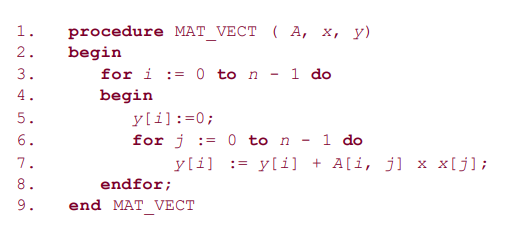 1. procedure MAT_VECT ( A, x, y)
2. begin
3. for i := 0 to n - 1 do
4. begin
5. y[i]:=0;
6. for j := 0 to n - 1 do
7. y[i] := y[i] + A[i, j] x x[j];
8. endfor;
9. end MAT_VECT